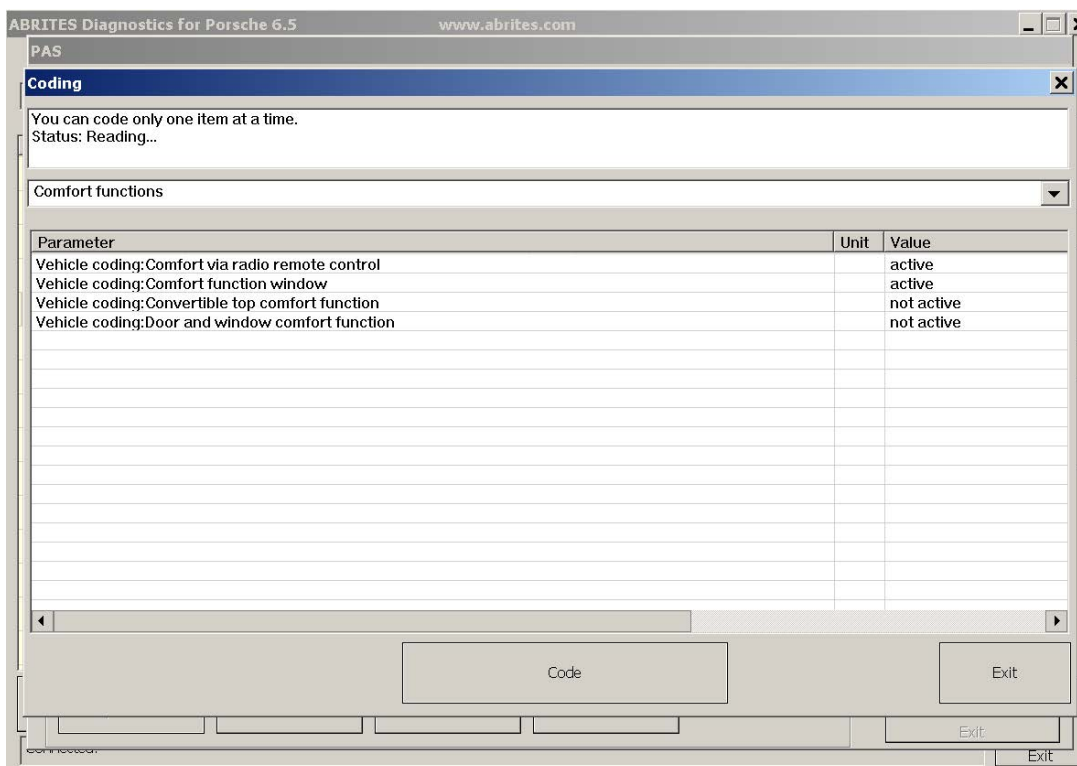 ABRITES Diagnostics for Porsche 6.5 www.abrites.com
PAS
Coding
You can code only one item at a time.
Status: Reading...
Comfort functions
Parameter Unit Value
Vehicle coding:Comfort via radio remote control active
Vehicle coding:Comfort function window active
Vehicle coding:Convertible top comfort function not active
Vehicle coding:Door and window comfort function not active
Code Exit
Exit
Exit